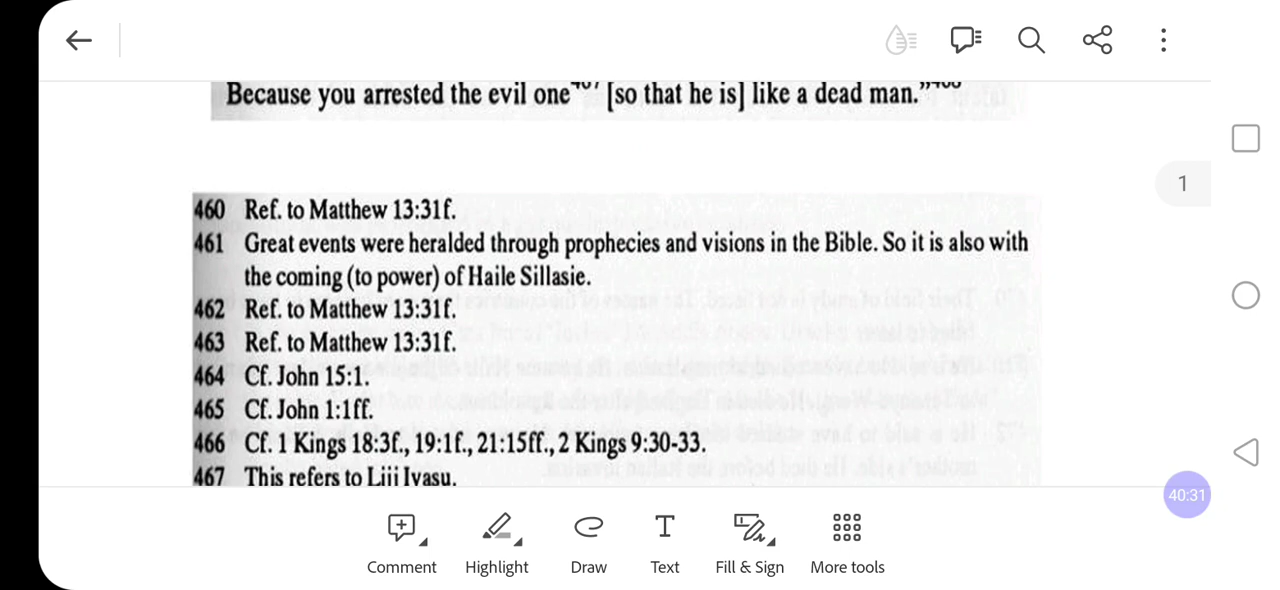 Because you arrested the evil one⁴⁶⁷ [so that he is] like a dead man."⁴⁶⁸
1
460 Ref. to Matthew 13:31f.
461 Great events were heralded through prophecies and visions in the Bible. So it is also with
the coming (to power) of Haile Sillasie.
462 Ref. to Matthew 13:31f.
463 Ref. to Matthew 13:31f.
464 Cf. John 15:1.
465 Cf. John 1:1ff.
466 Cf. 1 Kings 18:3f., 19:1f., 21:15ff., 2 Kings 9:30-33.
467 This refers to Lijj Iyasu.
40:31
Comment Highlight Draw Text Fill & Sign More tools